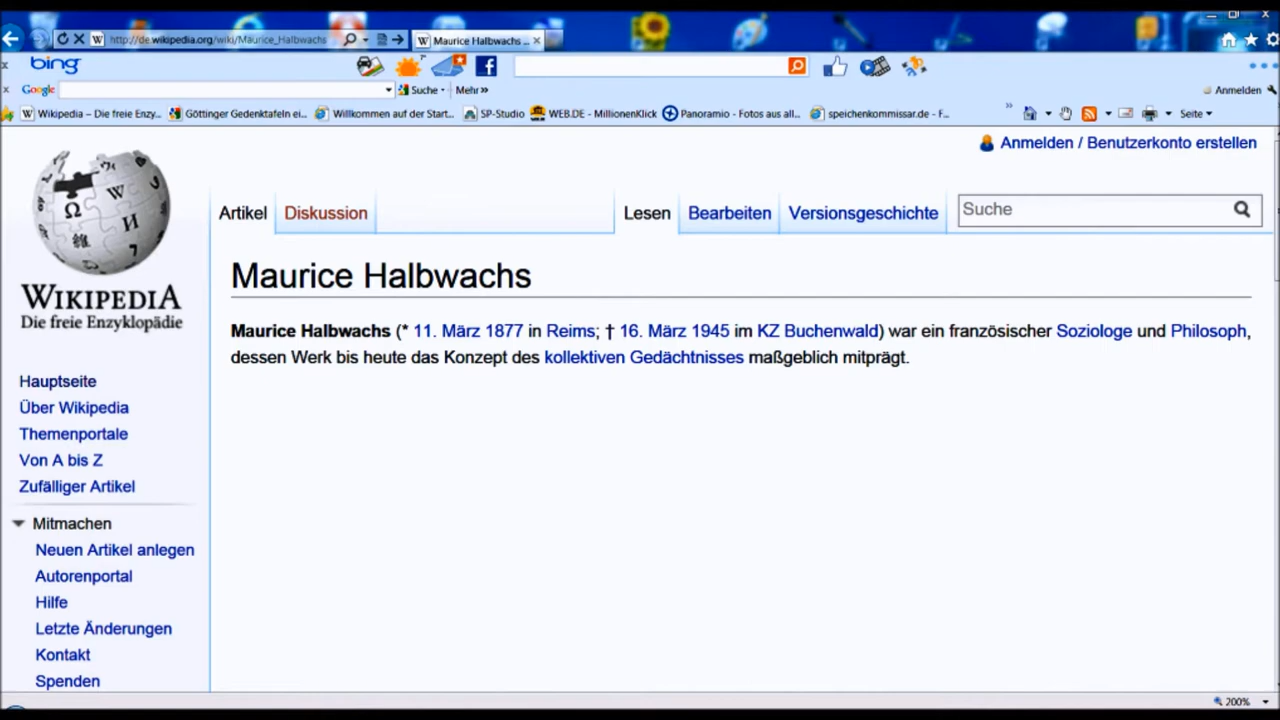 http://de.wikipedia.org/wiki/Maurice_Halbwachs
W Maurice Halbwachs ...
bing
x Google Suche Mehr » Anmelden
W Wikipedia – Die freie Enzy... Göttinger Gedenktafeln ei... Willkommen auf der Start... SP-Studio WEB.DE - MillionenKlick Panoramio - Fotos aus all... speichenkommissar.de - F... » Seite
Anmelden / Benutzerkonto erstellen
Artikel Diskussion Lesen Bearbeiten Versionsgeschichte Suche
WIKIPEDIA
Die freie Enzyklopädie
Maurice Halbwachs
Maurice Halbwachs (* 11. März 1877 in Reims; † 16. März 1945 im KZ Buchenwald) war ein französischer Soziologe und Philosoph,
dessen Werk bis heute das Konzept des kollektiven Gedächtnisses maßgeblich mitprägt.
Hauptseite
Über Wikipedia
Themenportale
Von A bis Z
Zufälliger Artikel
Mitmachen
Neuen Artikel anlegen
Autorenportal
Hilfe
Letzte Änderungen
Kontakt
Spenden
200%